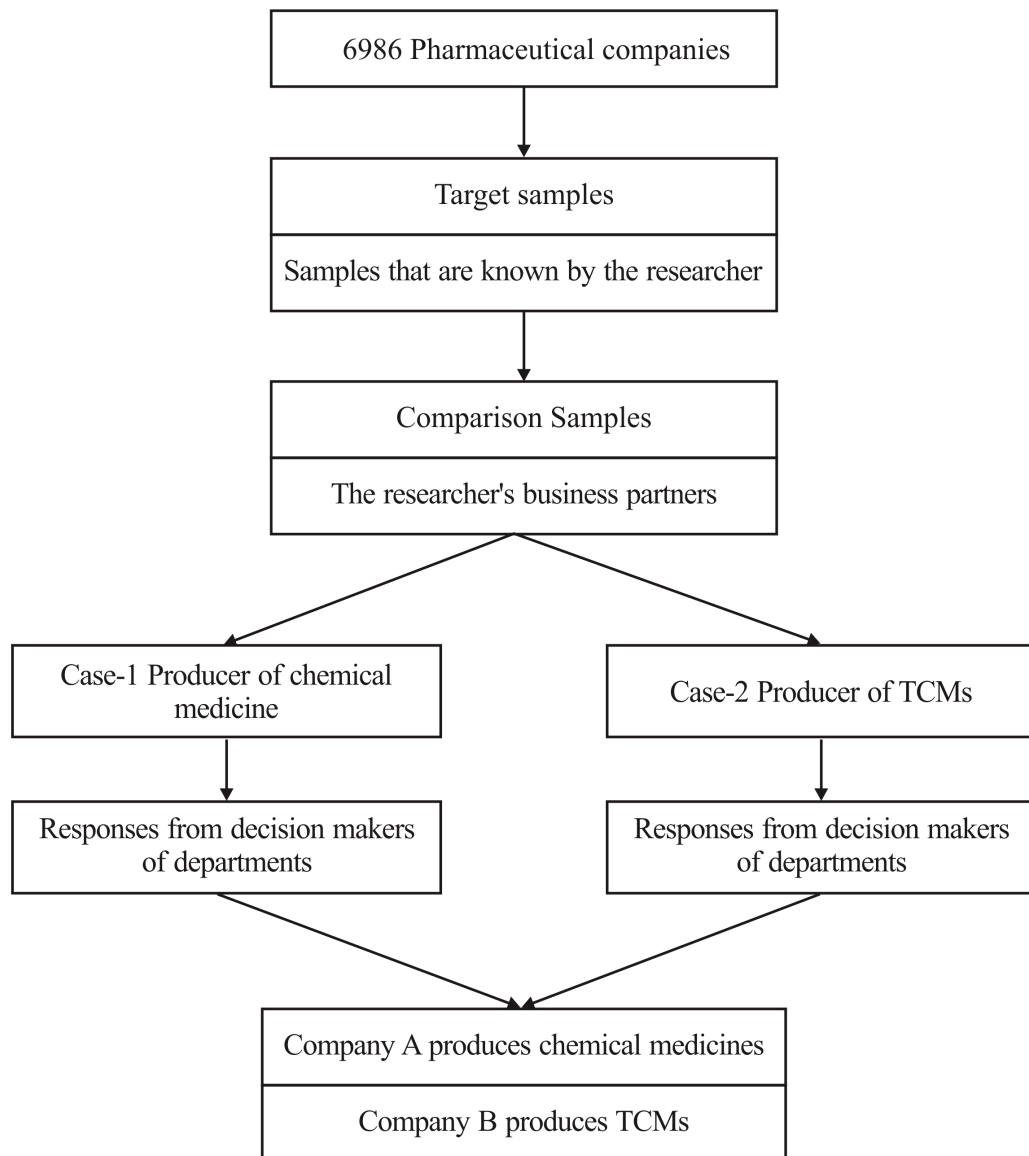 6986 Pharmaceutical companies
Target samples
Samples that are known by the researcher
Comparison Samples
The researcher's business partners
Case-1 Producer of chemical
medicine
Case-2 Producer of TCMs
Responses from decision makers
of departments
Responses from decision makers
of departments
Company A produces chemical medicines
Company B produces TCMs